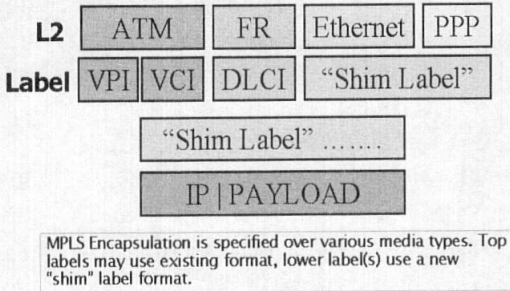 L2 ATM FR Ethernet PPP
Label VPI VCI DLCI “Shim Label”
“Shim Label” .......
IP | PAYLOAD
MPLS Encapsulation is specified over various media types. Top
labels may use existing format, lower label(s) use a new
"shim" label format.